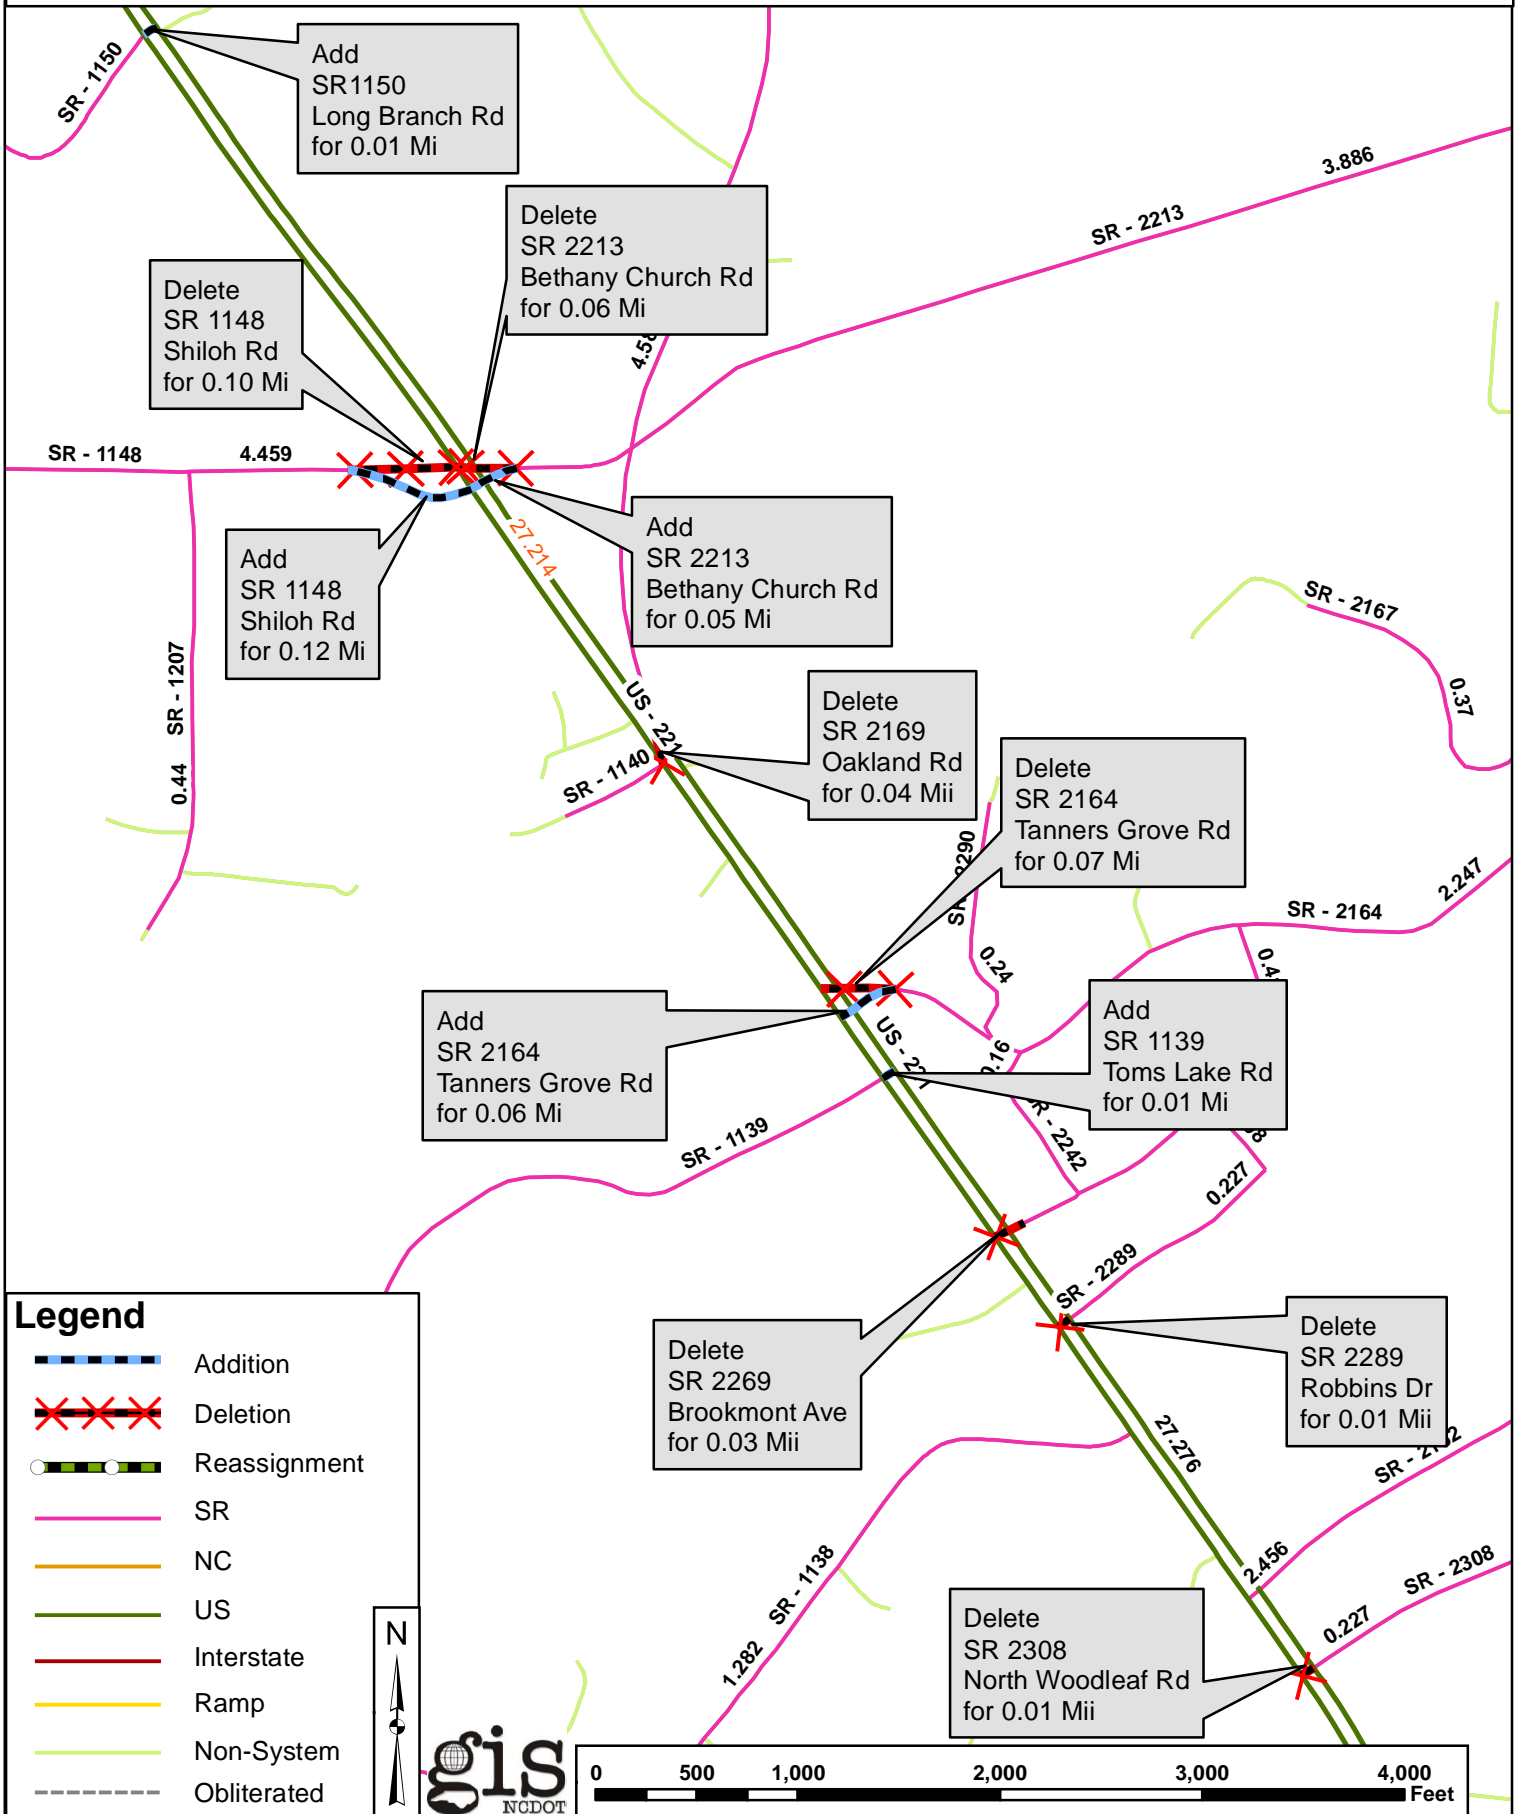 SR - 1150
Add
SR1150
Long Branch Rd
for 0.01 Mi
3.886
SR - 2213
Delete
SR 2213
Bethany Church Rd
for 0.06 Mi
Delete
SR 1148
Shiloh Rd
for 0.10 Mi
SR - 1148
4.459
27.214
Add
SR 2213
Bethany Church Rd
for 0.05 Mi
Add
SR 1148
Shiloh Rd
for 0.12 Mi
SR - 1207
0.44
SR - 2167
0.37
US - 221
SR - 1140
Delete
SR 2169
Oakland Rd
for 0.04 Mii
Delete
SR 2164
Tanners Grove Rd
for 0.07 Mi
2.247
SR - 2164
0.24
Add
SR 2164
Tanners Grove Rd
for 0.06 Mi
Add
SR 1139
Toms Lake Rd
for 0.01 Mi
SR - 1139
0.227
SR - 2289
Delete
SR 2269
Brookmont Ave
for 0.03 Mii
Delete
SR 2289
Robbins Dr
for 0.01 Mii
27.276
2.456
SR - 2308
0.227
SR - 1138
1.282
Delete
SR 2308
North Woodleaf Rd
for 0.01 Mii
Legend
Addition
Deletion
Reassignment
SR
NC
US
Interstate
Ramp
Non-System
Obliterated
N
gis
NCDOT
0 500 1,000 2,000 3,000 4,000
Feet